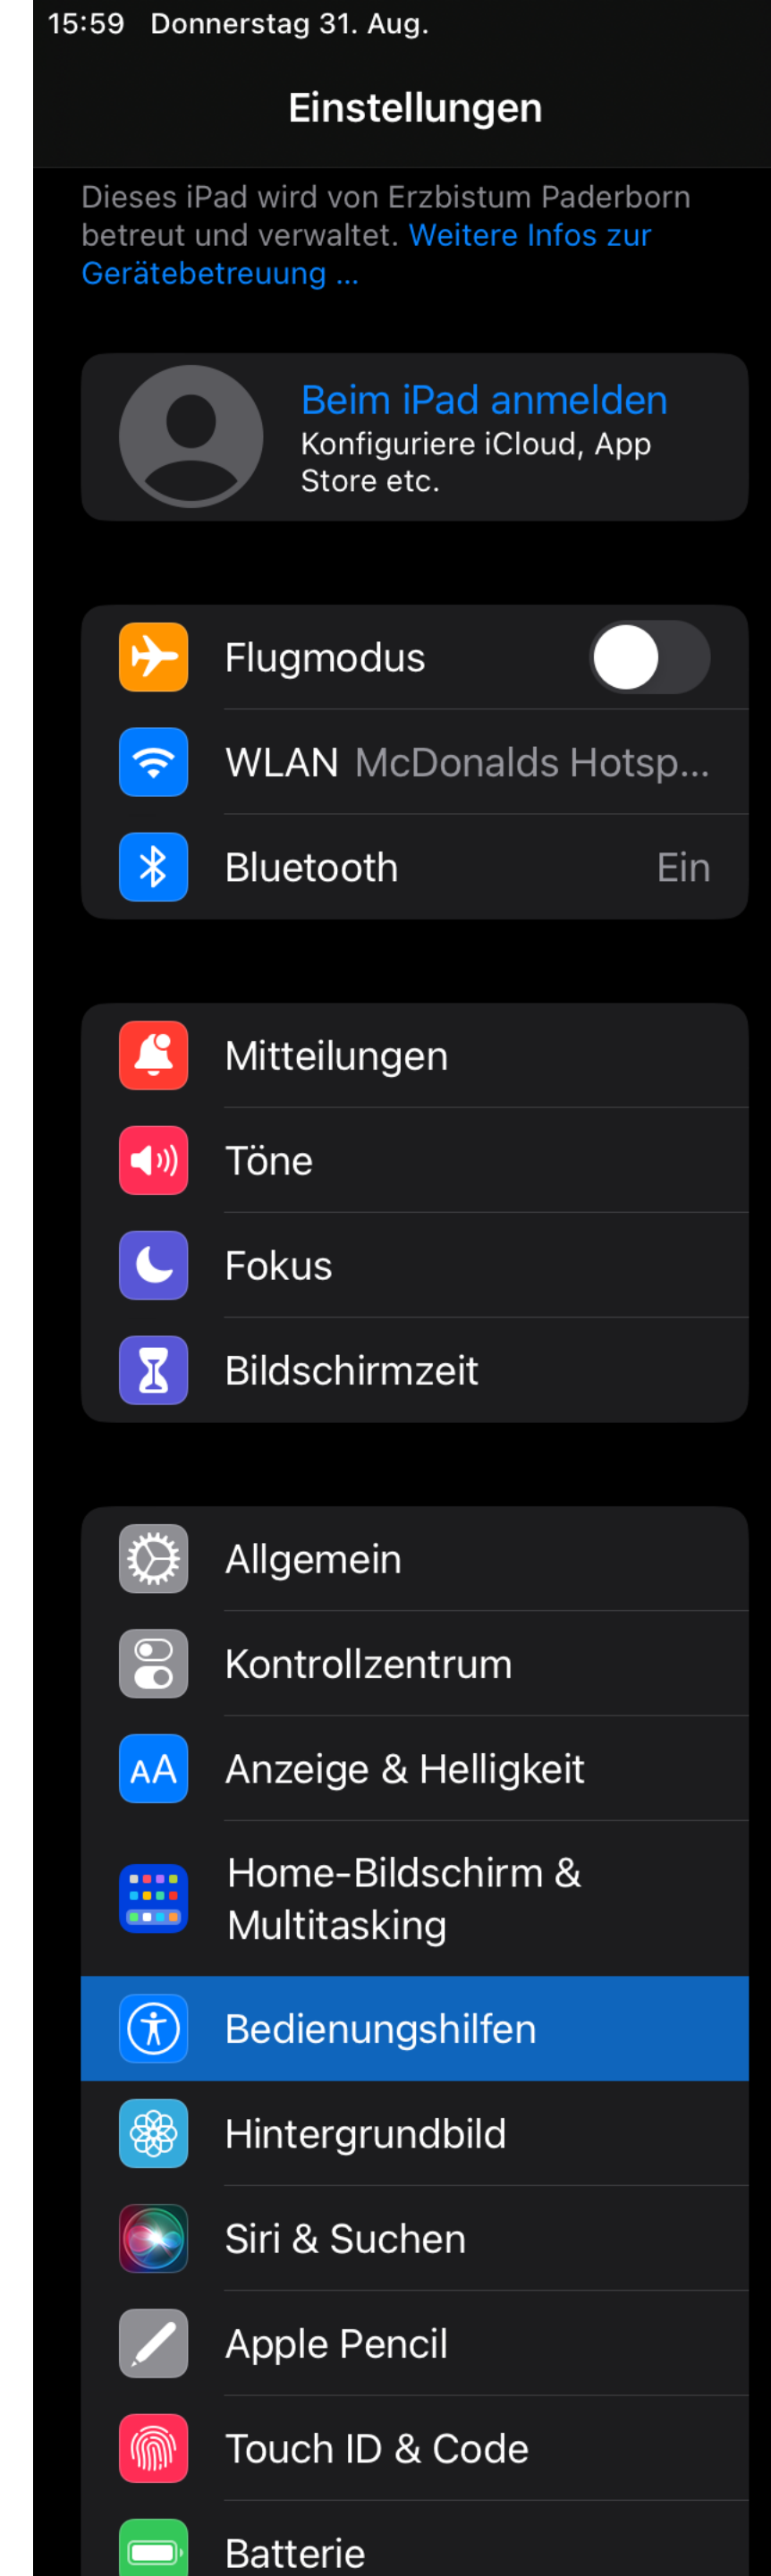 15:59 Donnerstag 31. Aug.
Einstellungen
Dieses iPad wird von Erzbistum Paderborn
betreut und verwaltet. Weitere Infos zur
Gerätebetreuung ...
Beim iPad anmelden
Konfiguriere iCloud, App
Store etc.
Flugmodus
WLAN McDonalds Hotsp...
Bluetooth Ein
Mitteilungen
Töne
Fokus
Bildschirmzeit
Allgemein
Kontrollzentrum
AA Anzeige & Helligkeit
Home-Bildschirm &
Multitasking
Bedienungshilfen
Hintergrundbild
Siri & Suchen
Apple Pencil
Touch ID & Code
Batterie